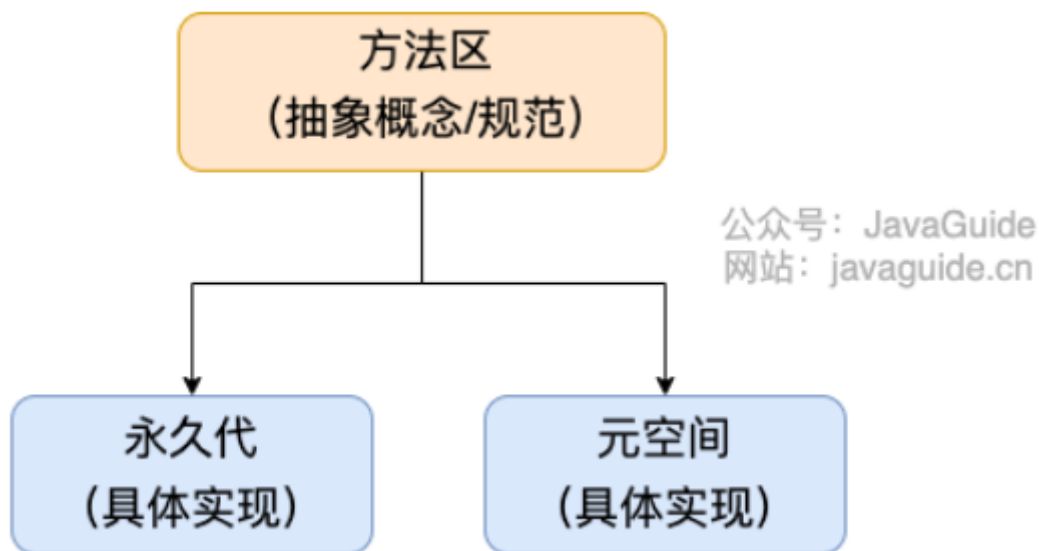 方法区
（抽象概念/规范）
公众号：JavaGuide
网站：javaguide.cn
永久代
（具体实现）
元空间
（具体实现）